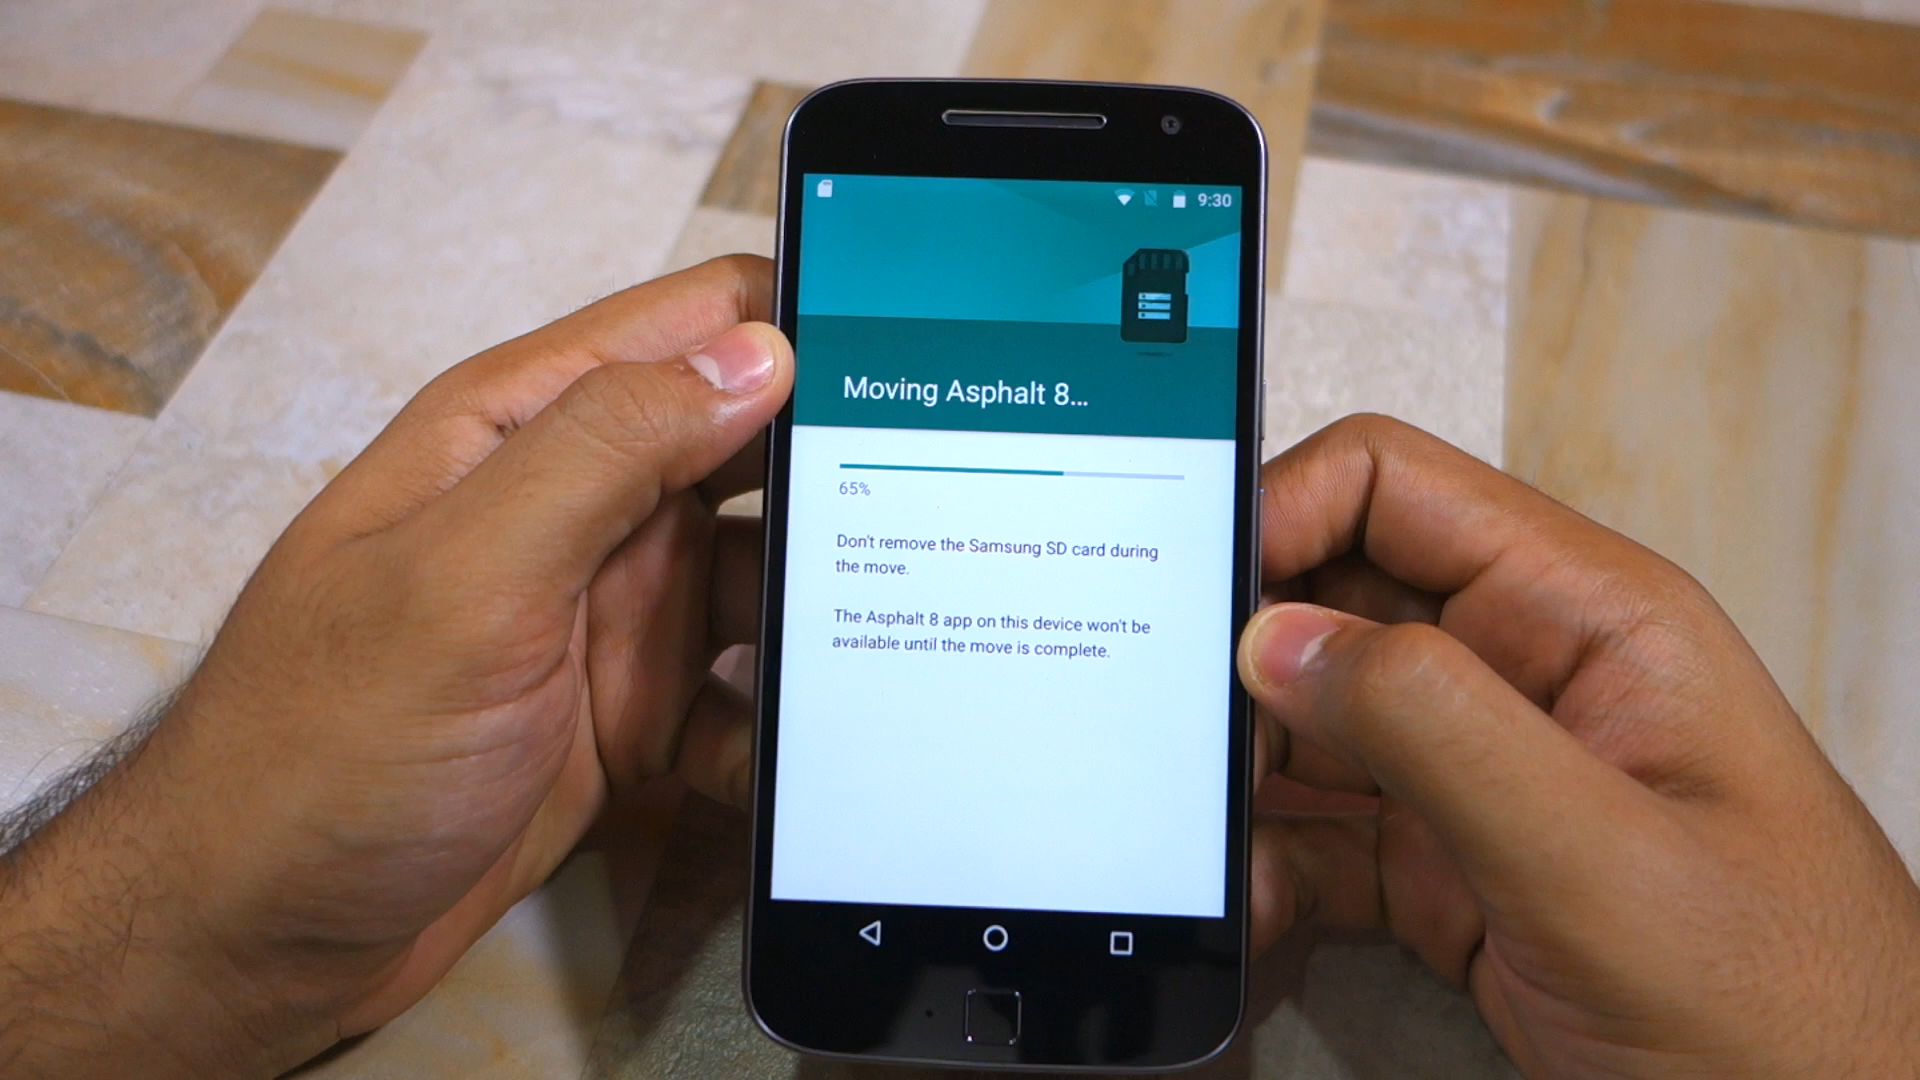 9:30
Moving Asphalt 8...
65%
Don't remove the Samsung SD card during
the move.
The Asphalt 8 app on this device won't be
available until the move is complete.